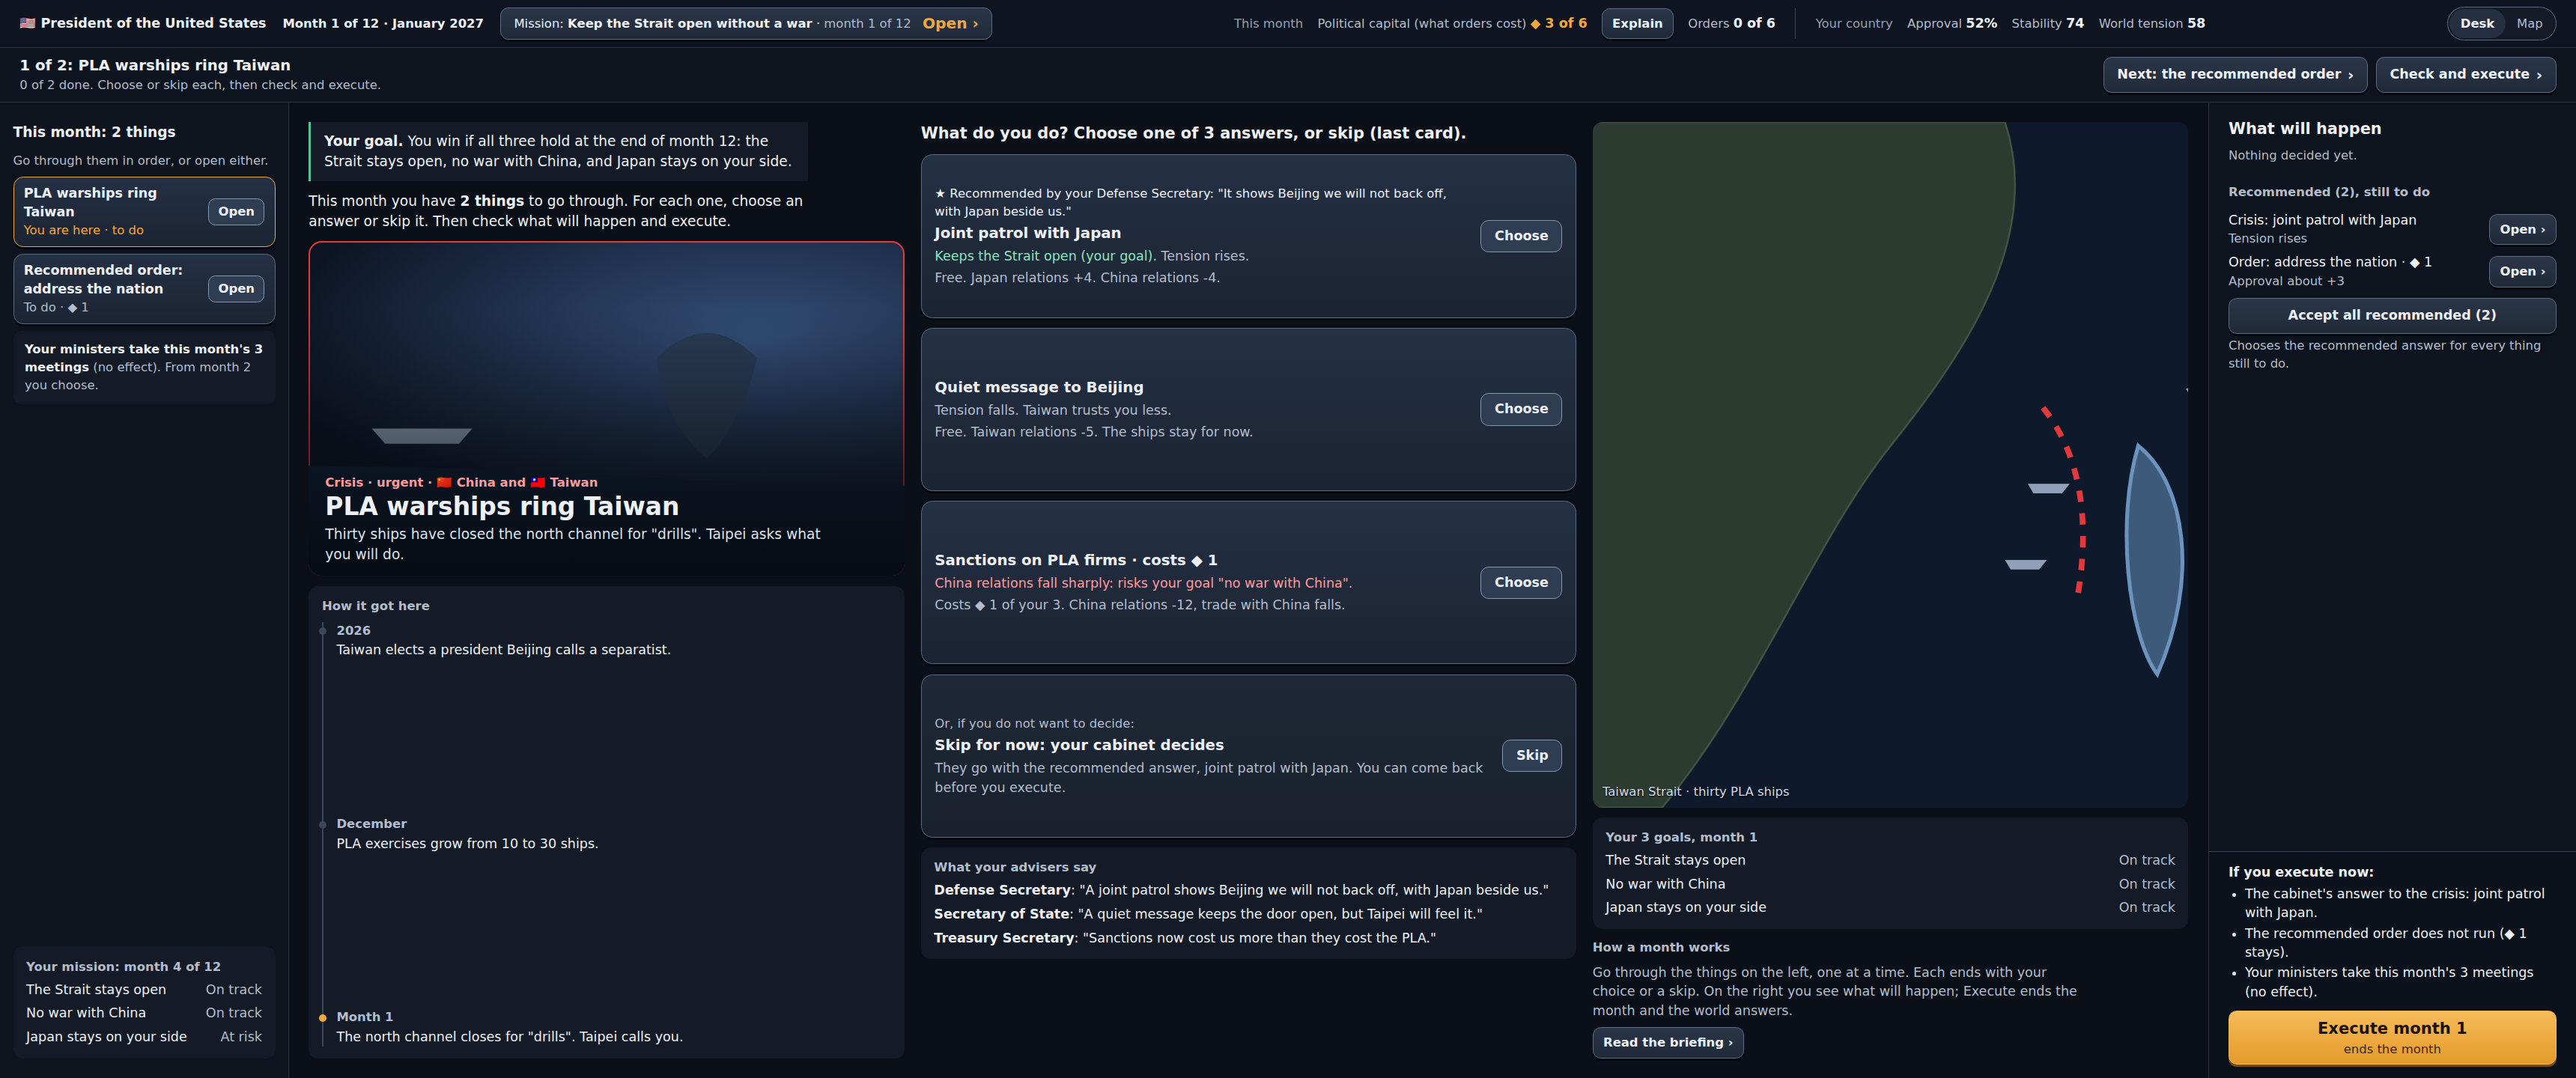 🇺🇸 President of the United States
Month 1 of 12 · January 2027
Mission: Keep the Strait open without a war · month 1 of 12 Open ›
This month Political capital (what orders cost) ◆ 3 of 6 Explain Orders 0 of 6
Your country Approval 52% Stability 74 World tension 58
Desk Map
1 of 2: PLA warships ring Taiwan
0 of 2 done. Choose or skip each, then check and execute.
Next: the recommended order ›
Check and execute ›
This month: 2 things
Go through them in order, or open either.
PLA warships ring
Taiwan
You are here · to do
Open
Recommended order:
address the nation
To do · ◆ 1
Open
Your ministers take this month's 3
meetings (no effect). From month 2
you choose.
Your mission: month 4 of 12
The Strait stays open On track
No war with China On track
Japan stays on your side At risk
Your goal. You win if all three hold at the end of month 12: the
Strait stays open, no war with China, and Japan stays on your side.
This month you have 2 things to go through. For each one, choose an
answer or skip it. Then check what will happen and execute.
Crisis · urgent · 🇨🇳 China and 🇹🇼 Taiwan
PLA warships ring Taiwan
Thirty ships have closed the north channel for "drills". Taipei asks what
you will do.
How it got here
2026
Taiwan elects a president Beijing calls a separatist.
December
PLA exercises grow from 10 to 30 ships.
Month 1
The north channel closes for "drills". Taipei calls you.
What do you do? Choose one of 3 answers, or skip (last card).
★ Recommended by your Defense Secretary: "It shows Beijing we will not back off,
with Japan beside us."
Joint patrol with Japan
Keeps the Strait open (your goal). Tension rises.
Free. Japan relations +4. China relations -4.
Choose
Quiet message to Beijing
Tension falls. Taiwan trusts you less.
Free. Taiwan relations -5. The ships stay for now.
Choose
Sanctions on PLA firms · costs ◆ 1
China relations fall sharply: risks your goal "no war with China".
Costs ◆ 1 of your 3. China relations -12, trade with China falls.
Choose
Or, if you do not want to decide:
Skip for now: your cabinet decides
They go with the recommended answer, joint patrol with Japan. You can come back
before you execute.
Skip
What your advisers say
Defense Secretary: "A joint patrol shows Beijing we will not back off, with Japan beside us."
Secretary of State: "A quiet message keeps the door open, but Taipei will feel it."
Treasury Secretary: "Sanctions now cost us more than they cost the PLA."
Taiwan Strait · thirty PLA ships
Your 3 goals, month 1
The Strait stays open On track
No war with China On track
Japan stays on your side On track
How a month works
Go through the things on the left, one at a time. Each ends with your
choice or a skip. On the right you see what will happen; Execute ends the
month and the world answers.
Read the briefing ›
What will happen
Nothing decided yet.
Recommended (2), still to do
Crisis: joint patrol with Japan
Tension rises
Open ›
Order: address the nation · ◆ 1
Approval about +3
Open ›
Accept all recommended (2)
Chooses the recommended answer for every thing
still to do.
If you execute now:
• The cabinet's answer to the crisis: joint patrol
with Japan.
• The recommended order does not run (◆ 1
stays).
• Your ministers take this month's 3 meetings
(no effect).
Execute month 1
ends the month